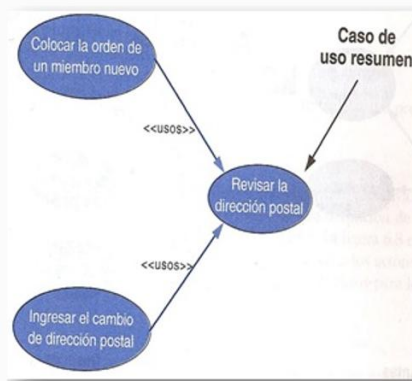 Colocar la orden de
un miembro nuevo
Caso de
uso resumen
<<usos>>
Revisar la
dirección postal
<<usos>>
Ingresar el cambio
de dirección postal